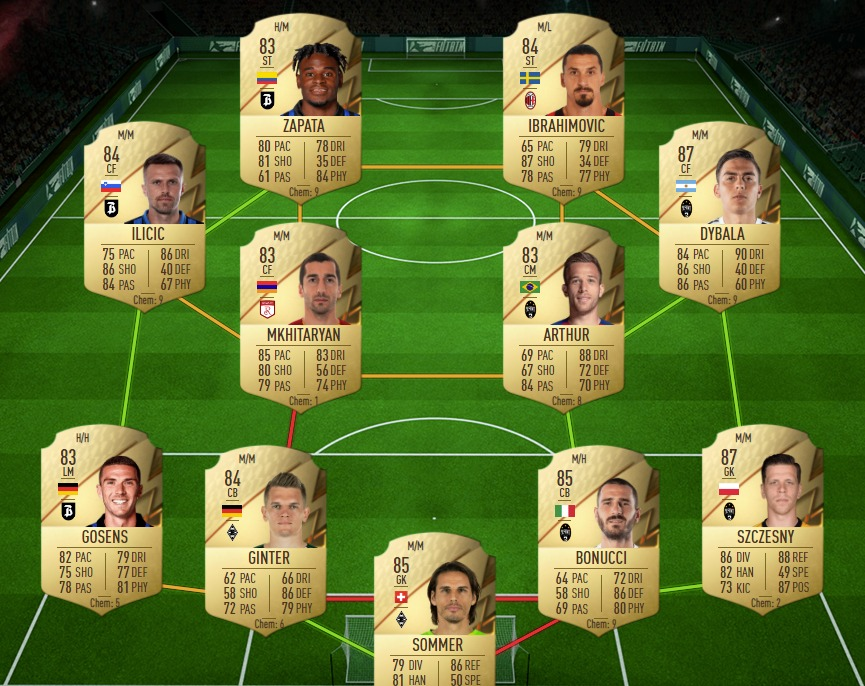 H/M
83
ST
ZAPATA
80 PAC 78 DRI
81 SHO 35 DEF
61 PAS 84 PHY
Chem: 9
M/L
84
ST
IBRAHIMOVIC
65 PAC 79 DRI
87 SHO 34 DEF
78 PAS 77 PHY
Chem: 9
M/M
84
CF
ILICIC
75 PAC 86 DRI
86 SHO 40 DEF
84 PAS 67 PHY
Chem: 9
M/M
87
CF
DYBALA
84 PAC 90 DRI
86 SHO 40 DEF
86 PAS 60 PHY
Chem: 9
M/M
83
CF
MKHITARYAN
85 PAC 83 DRI
80 SHO 56 DEF
79 PAS 74 PHY
Chem: 1
M/M
83
CM
ARTHUR
69 PAC 88 DRI
67 SHO 72 DEF
84 PAS 70 PHY
Chem: 8
H/H
83
LM
GOSENS
82 PAC 79 DRI
75 SHO 77 DEF
78 PAS 81 PHY
Chem: 5
M/M
84
CB
GINTER
62 PAC 66 DRI
58 SHO 86 DEF
72 PAS 79 PHY
Chem: 6
M/H
85
CB
BONUCCI
64 PAC 72 DRI
58 SHO 86 DEF
69 PAS 80 PHY
Chem: 9
M/M
87
GK
SZCZESNY
86 DIV 88 REF
82 HAN 49 SPE
73 KIC 87 POS
Chem: 2
M/M
85
GK
SOMMER
79 DIV 86 REF
81 HAN 50 SPE